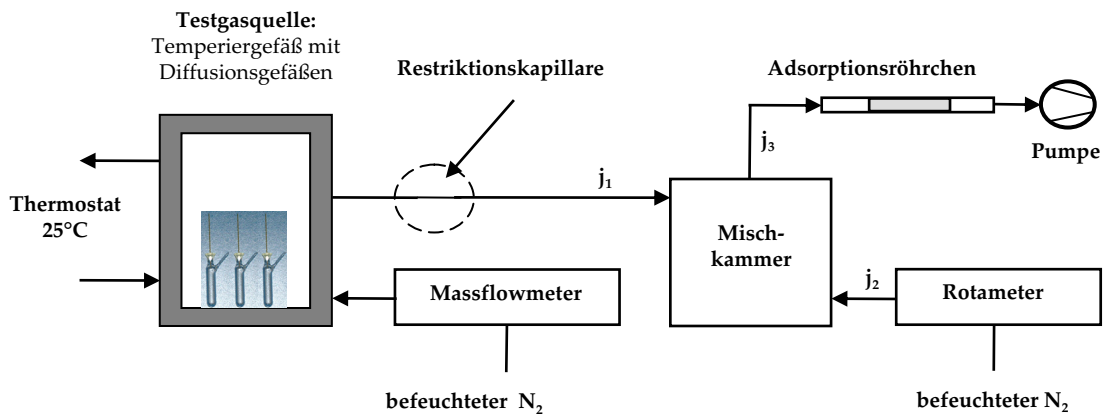 Testgasquelle:
Temperiergefäß mit
Diffusionsgefäßen
Restriktionskapillare
Adsorptionsröhrchen
Pumpe
j3
j1
Thermostat
25°C
Misch-
kammer
Massflowmeter
j2
Rotameter
befeuchteter N2
befeuchteter N2